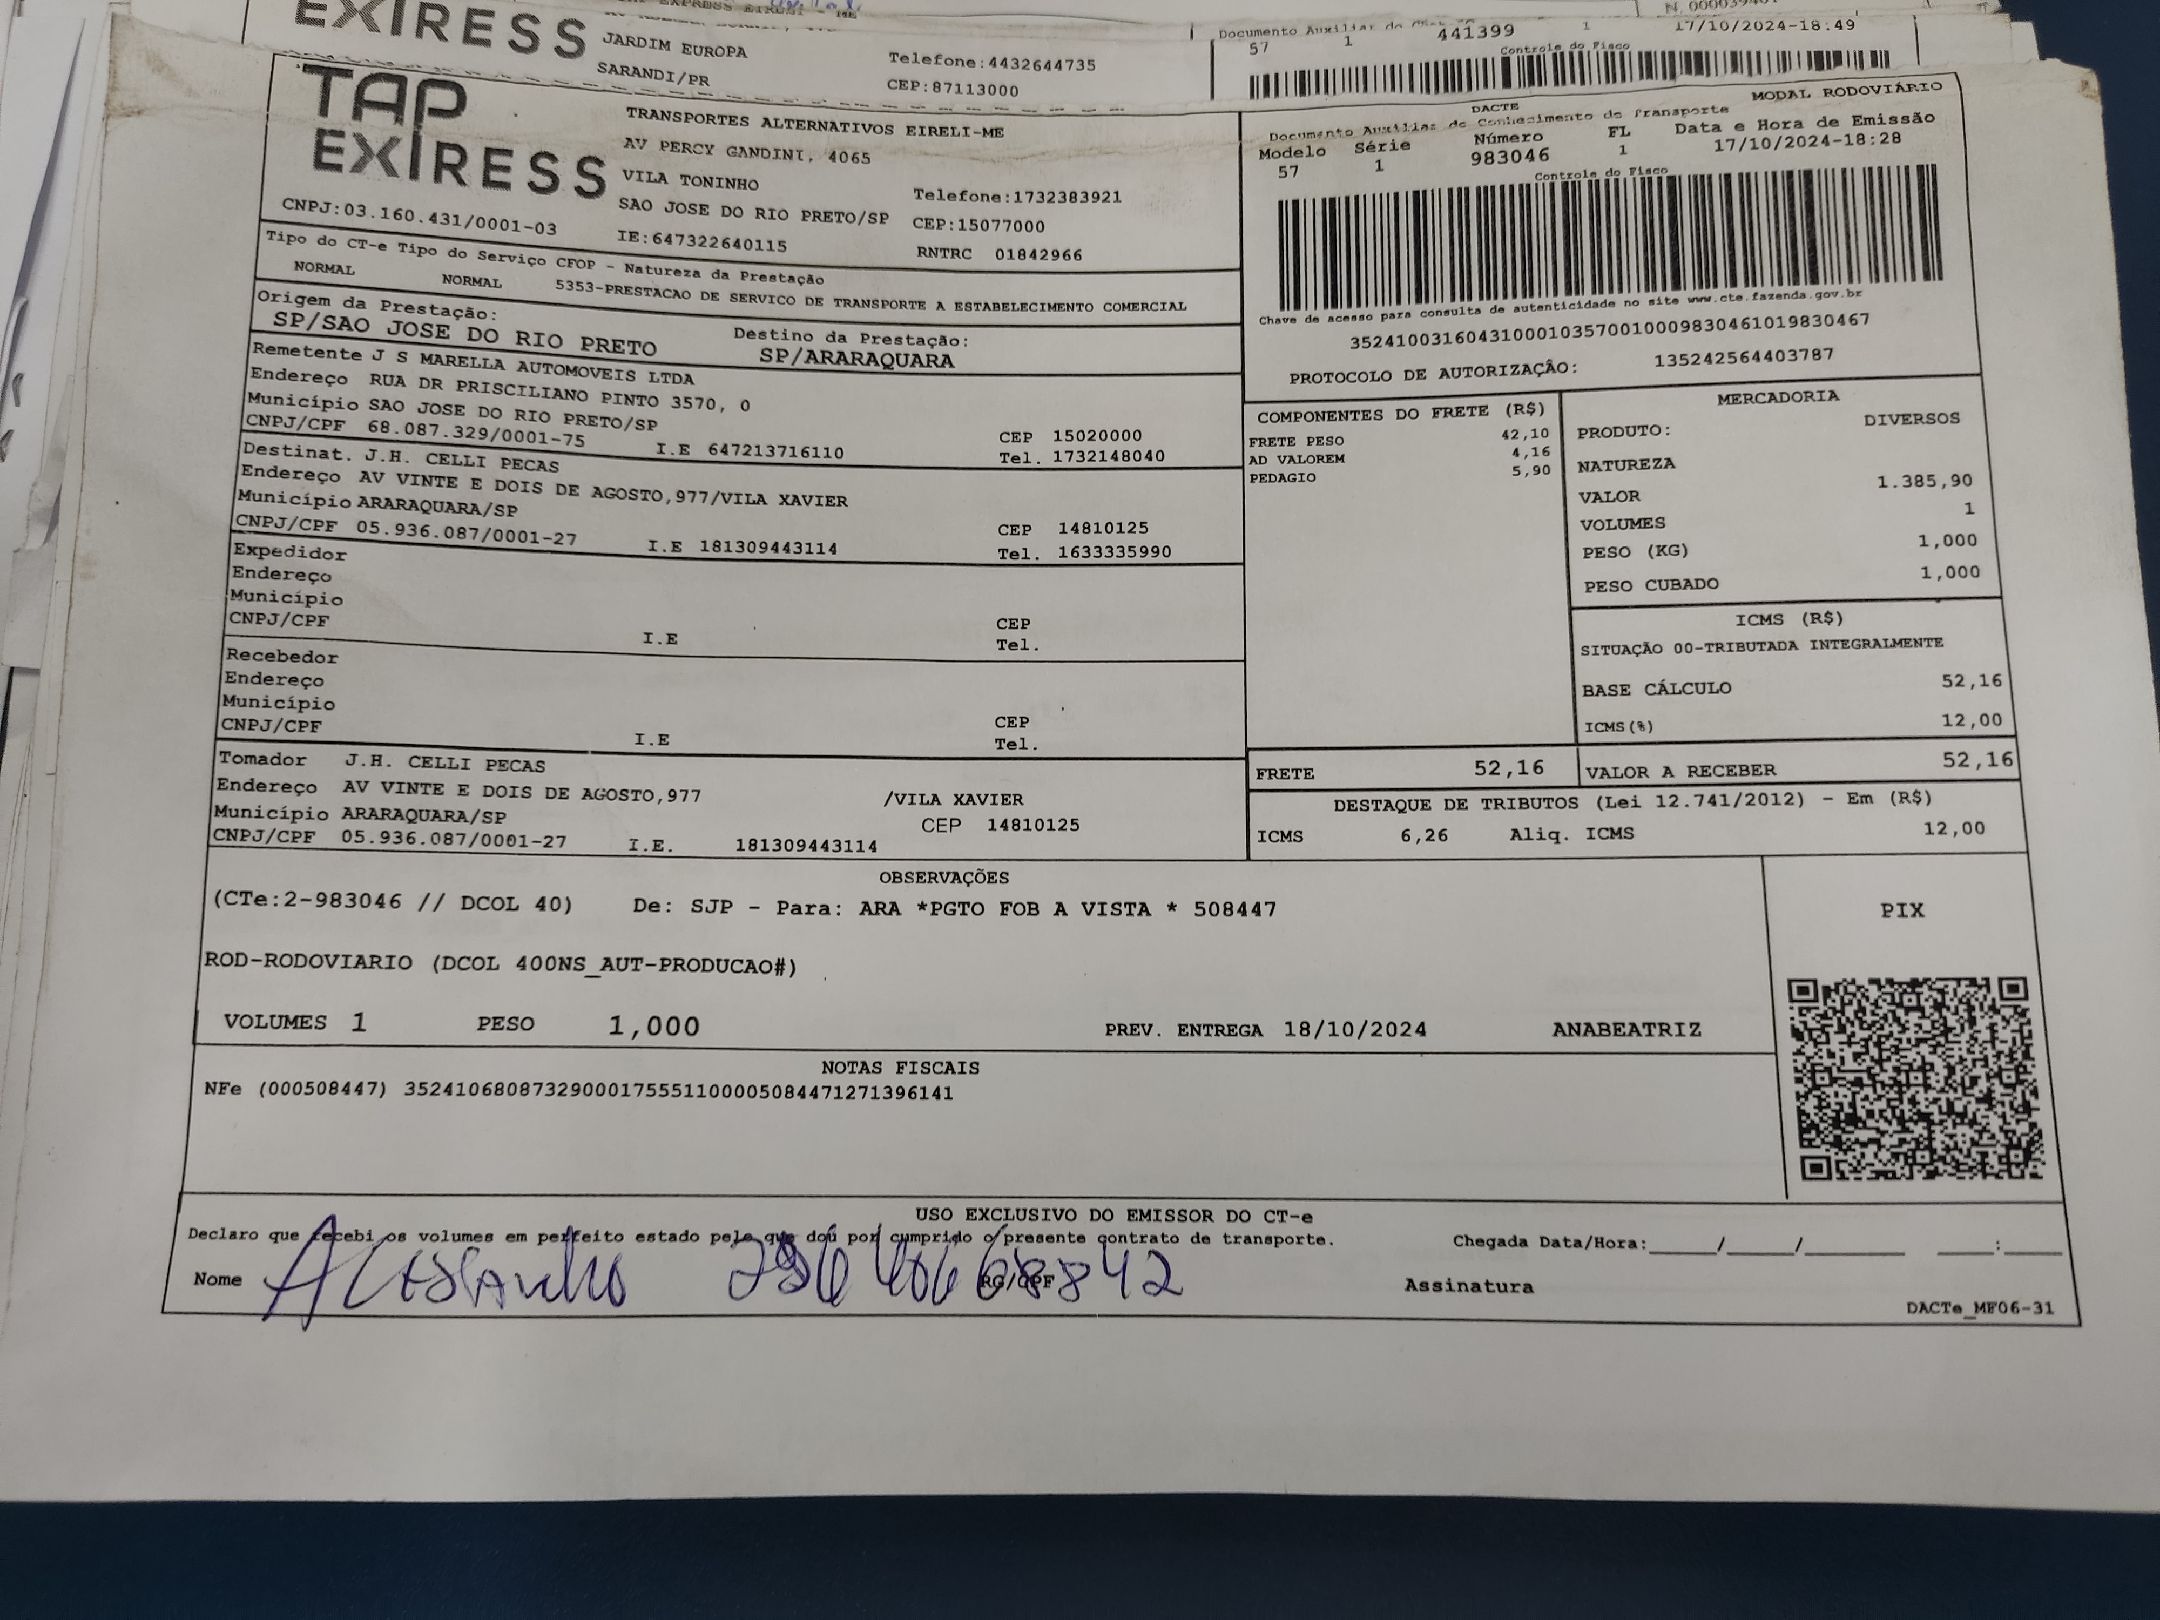 EXIRESS
JARDIM EUROPA
SARANDI/PR
Telefone:4432644735
CEP:87113000
Documento Auxiliar do
57 1 441399 1 17/10/2024-18:49
Controle do Fisco
TAP
EXIRESS
TRANSPORTES ALTERNATIVOS EIRELI-ME
AV PERCY GANDINI, 4065
VILA TONINHO
SAO JOSE DO RIO PRETO/SP
Telefone:1732383921
CEP:15077000
CNPJ:03.160.431/0001-03
IE:647322640115
RNTRC 01842966
DACTE MODAL RODOVIÁRIO
Documento Auxiliar do Conhecimento de Transporte
Modelo Série Número FL Data e Hora de Emissão
57 1 983046 1 17/10/2024-18:28
Controle do Fisco
Chave de acesso para consulta de autenticidade no site www.cte.fazenda.gov.br
35241003160431000103570010009830461019830467
PROTOCOLO DE AUTORIZAÇÃO: 135242564403787
Tipo do CT-e Tipo do Serviço CFOP - Natureza da Prestação
NORMAL NORMAL 5353-PRESTACAO DE SERVICO DE TRANSPORTE A ESTABELECIMENTO COMERCIAL
Origem da Prestação: Destino da Prestação:
SP/SAO JOSE DO RIO PRETO SP/ARARAQUARA
Remetente J S MARELLA AUTOMOVEIS LTDA
Endereço RUA DR PRISCILIANO PINTO 3570, 0
Município SAO JOSE DO RIO PRETO/SP CEP 15020000
CNPJ/CPF 68.087.329/0001-75 I.E 647213716110 Tel. 1732148040
Destinat. J.H. CELLI PECAS
Endereço AV VINTE E DOIS DE AGOSTO,977/VILA XAVIER
Município ARARAQUARA/SP CEP 14810125
CNPJ/CPF 05.936.087/0001-27 I.E 181309443114 Tel. 1633335990
Expedidor
Endereço
Município CEP
CNPJ/CPF I.E Tel.
Recebedor
Endereço
Município CEP
CNPJ/CPF I.E Tel.
Tomador J.H. CELLI PECAS
Endereço AV VINTE E DOIS DE AGOSTO,977 /VILA XAVIER
Município ARARAQUARA/SP CEP 14810125
CNPJ/CPF 05.936.087/0001-27 I.E. 181309443114
COMPONENTES DO FRETE (R$)
FRETE PESO 42,10
AD VALOREM 4,16
PEDAGIO 5,90
MERCADORIA
PRODUTO: DIVERSOS
NATUREZA
VALOR 1.385,90
VOLUMES 1
PESO (KG) 1,000
PESO CUBADO 1,000
ICMS (R$)
SITUAÇÃO 00-TRIBUTADA INTEGRALMENTE
BASE CÁLCULO 52,16
ICMS(%) 12,00
FRETE 52,16 VALOR A RECEBER 52,16
DESTAQUE DE TRIBUTOS (Lei 12.741/2012) - Em (R$)
ICMS 6,26 Aliq. ICMS 12,00
OBSERVAÇÕES
(CTe:2-983046 // DCOL 40) De: SJP - Para: ARA *PGTO FOB A VISTA * 508447
ROD-RODOVIARIO (DCOL 400NS_AUT-PRODUCAO#)
VOLUMES 1 PESO 1,000 PREV. ENTREGA 18/10/2024 ANABEATRIZ
PIX
NOTAS FISCAIS
NFe (000508447) 35241068087329000175551100005084471271396141
USO EXCLUSIVO DO EMISSOR DO CT-e
Declaro que recebi os volumes em perfeito estado pelo que dou por cumprido o presente contrato de transporte.
Chegada Data/Hora:_____/_____/________ ____:_____
Nome RG/CPF Assinatura
DACTe_MF06-31